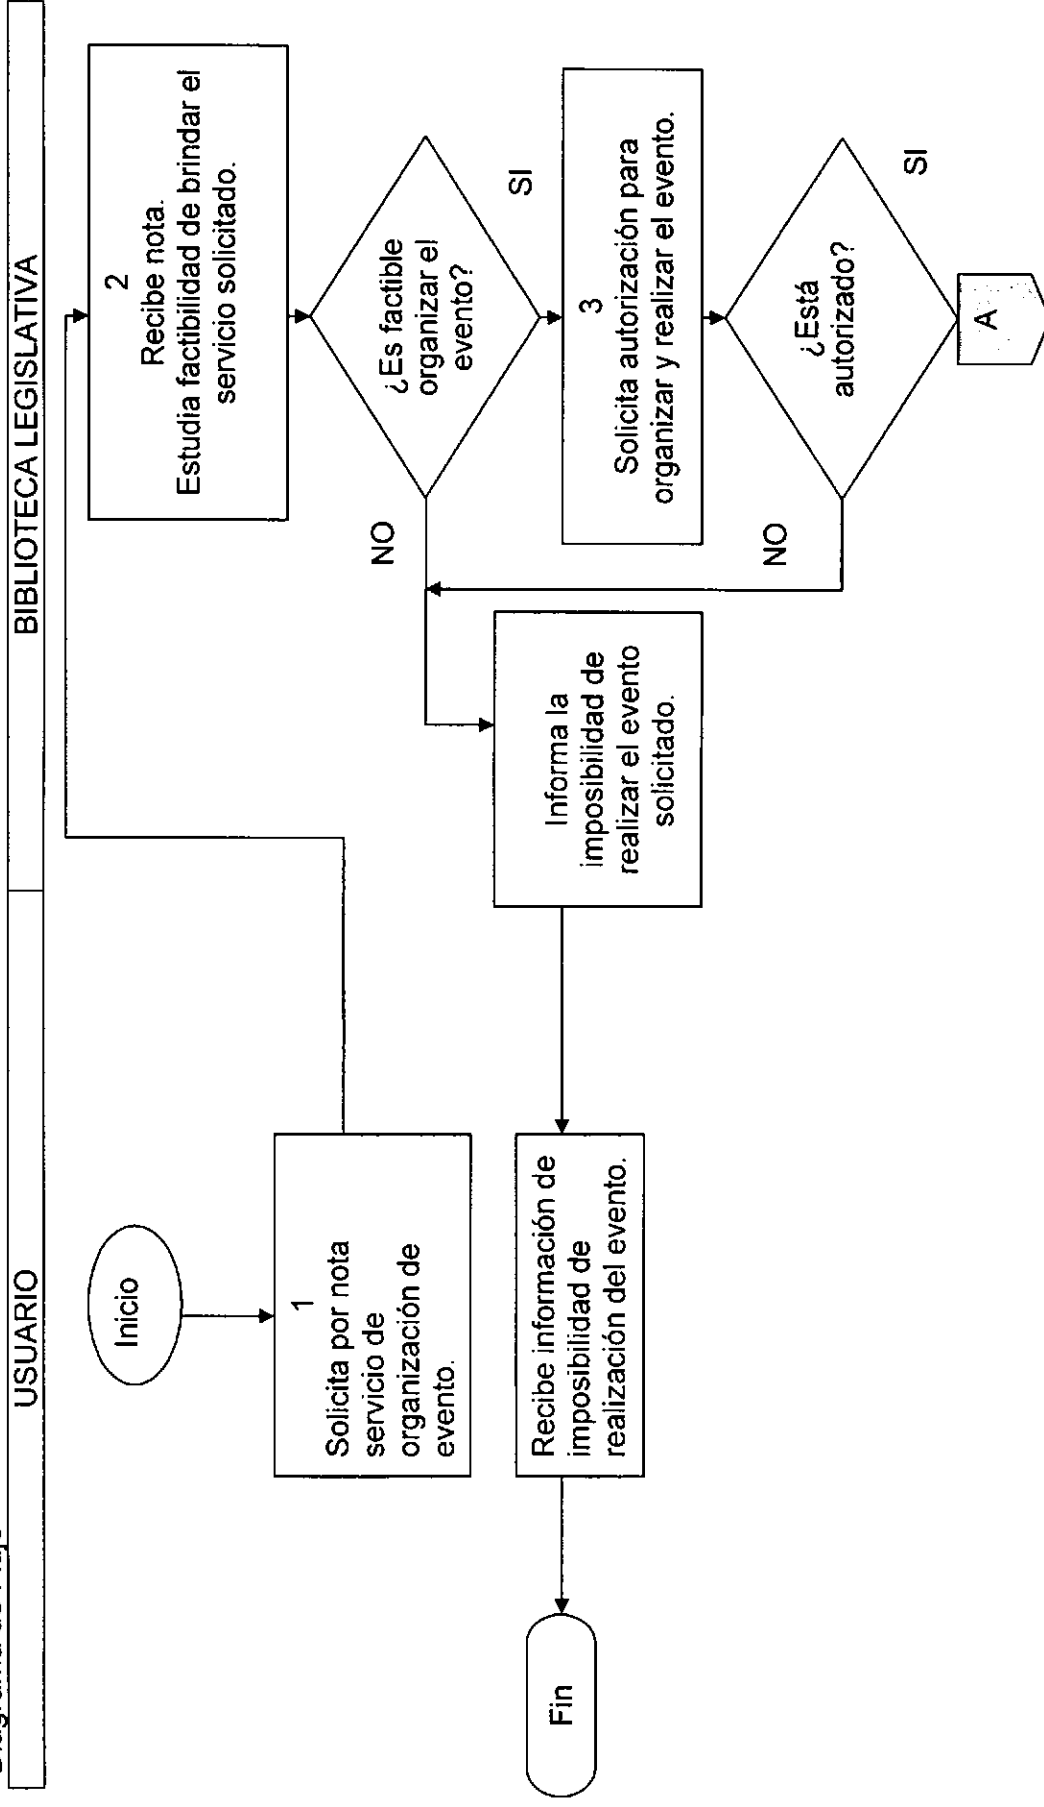 USUARIO
BIBLIOTECA LEGISLATIVA
Inicio
1
Solicita por nota
servicio de
organización de
evento.
2
Recibe nota.
Estudia factibilidad de brindar el
servicio solicitado.
¿Es factible
organizar el
evento?
NO
SI
3
Solicita autorización para
organizar y realizar el evento.
¿Está
autorizado?
NO
SI
A
Informa la
imposibilidad de
realizar el evento
solicitado.
Recibe información de
imposibilidad de
realización del evento.
Fin